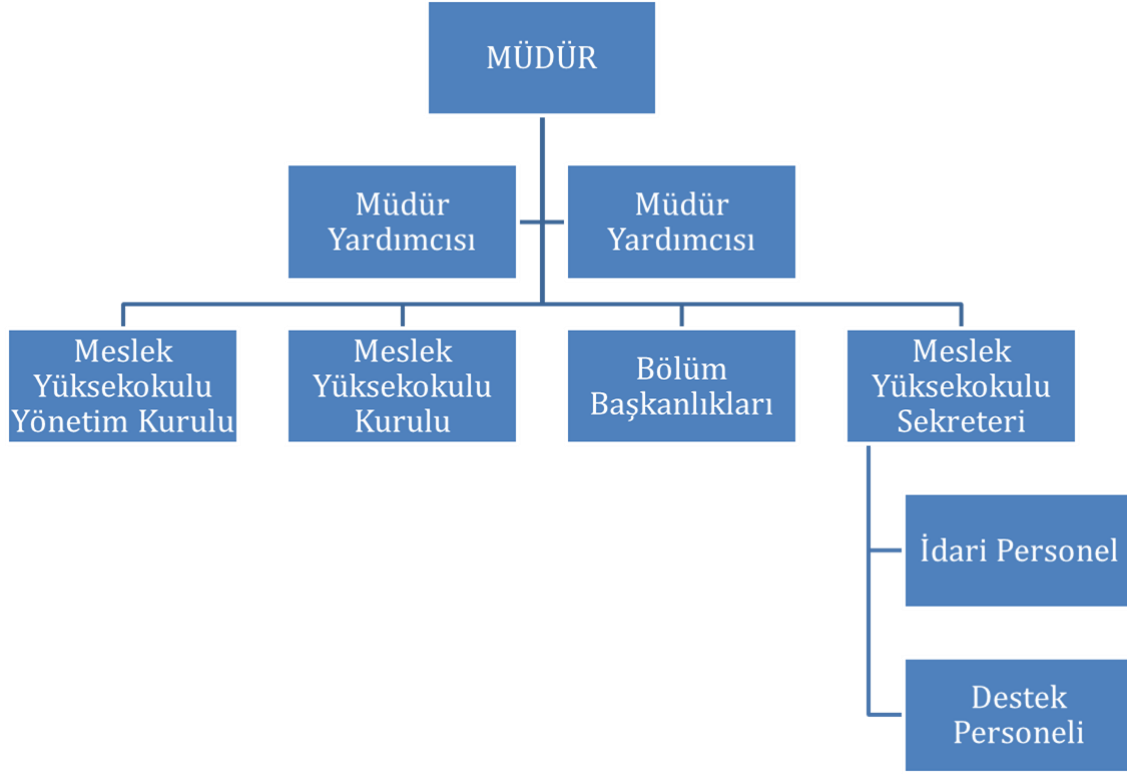 MÜDÜR
Müdür
Yardımcısı
Müdür
Yardımcısı
Meslek
Yüksekokulu
Yönetim Kurulu
Meslek
Yüksekokulu
Kurulu
Bölüm
Başkanlıkları
Meslek
Yüksekokulu
Sekreteri
İdari Personel
Destek
Personeli